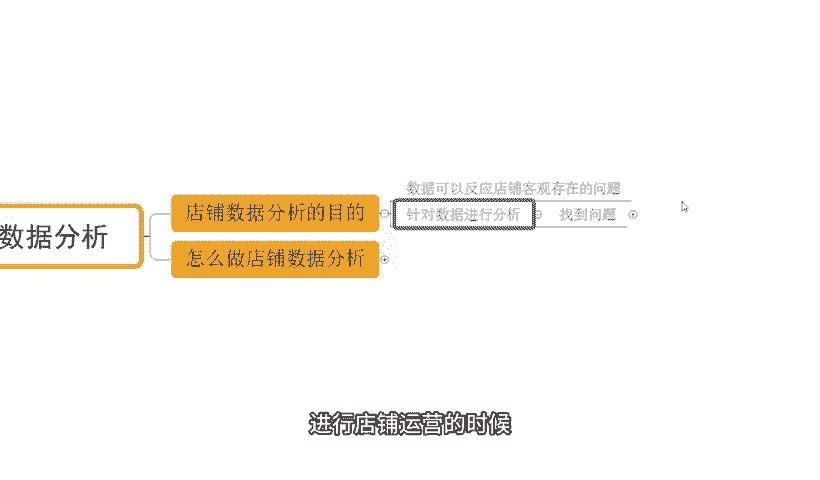 数据可以反应店铺客观存在的问题
店铺数据分析的目的
针对数据进行分析
找到问题
数据分析
怎么做店铺数据分析
进行店铺运营的时候